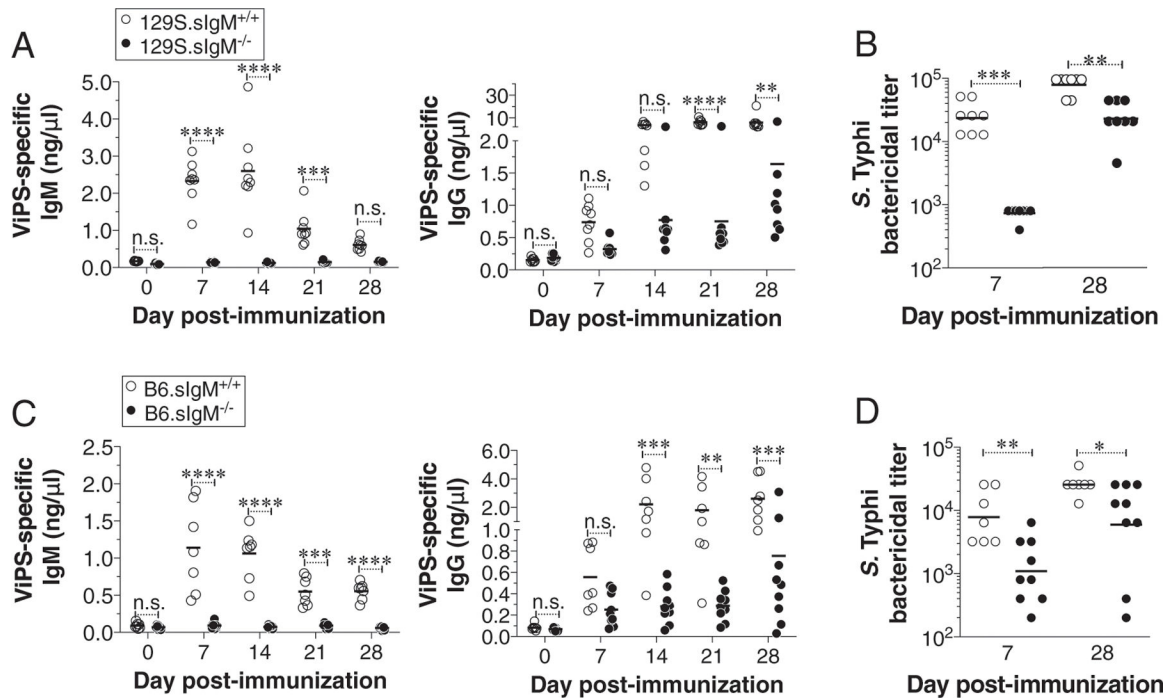 A
129S.sIgM+/+
129S.sIgM-/-
ViPS-specific
IgM (ng/µl)
5.0
4.0
3.0
2.0
1.0
0.0
n.s.
****
****
***
n.s.
0
7
14
21
28
Day post-immunization
ViPS-specific
IgG (ng/µl)
30
10
2.0
1.5
1.0
0.5
0.0
n.s.
n.s.
n.s.
****
**
0
7
14
21
28
Day post-immunization
B
S. Typhi
bactericidal titer
10^5
10^4
10^3
10^2
***
**
7
28
Day post-immunization
C
B6.sIgM+/+
B6.sIgM-/-
ViPS-specific
IgM (ng/µl)
2.5
2.0
1.5
1.0
0.5
0.0
n.s.
****
****
***
****
0
7
14
21
28
Day post-immunization
ViPS-specific
IgG (ng/µl)
6.0
4.0
2.0
0.8
0.6
0.4
0.2
0.0
n.s.
n.s.
***
**
***
0
7
14
21
28
Day post-immunization
D
S. Typhi
bactericidal titer
10^5
10^4
10^3
10^2
**
*
7
28
Day post-immunization